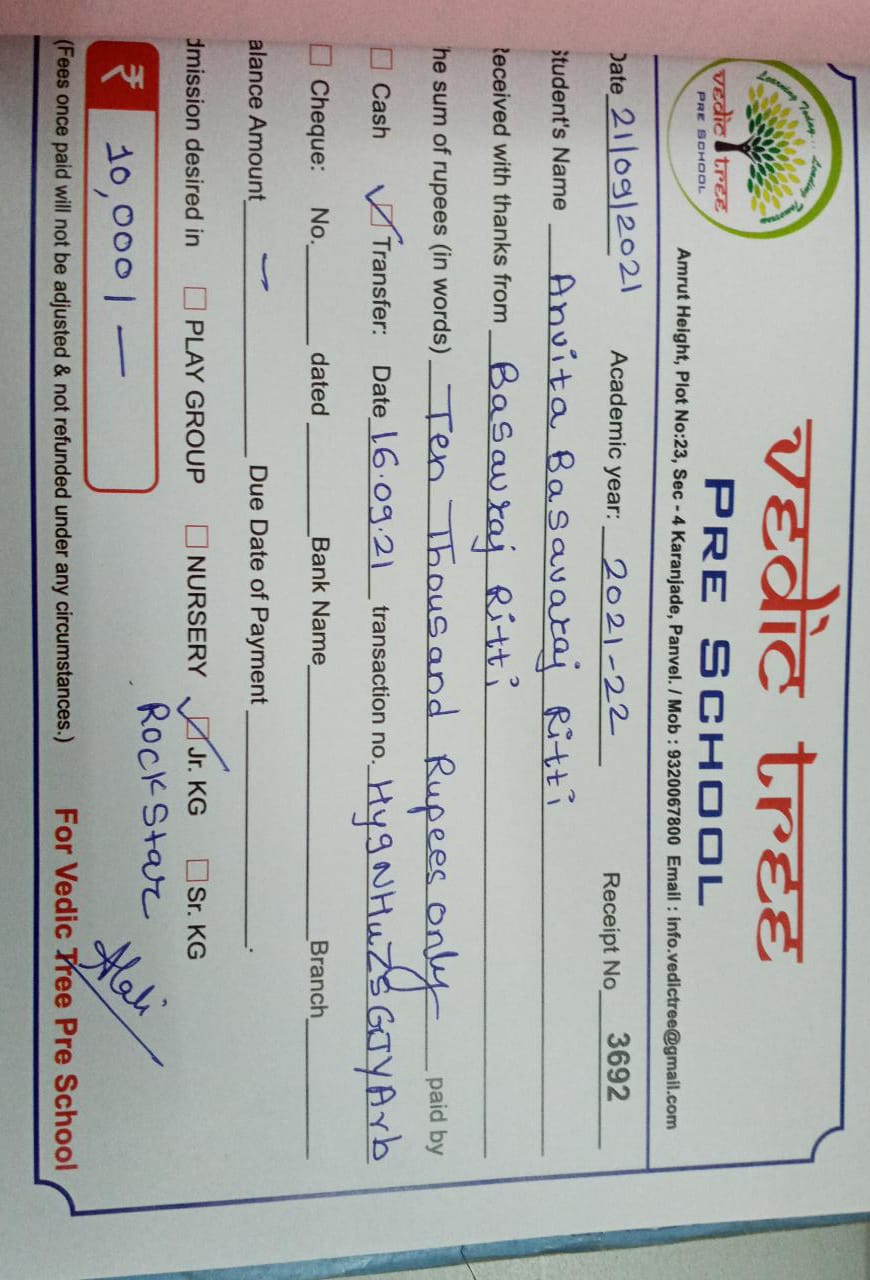 Learning Today... Leading Tomorrow
vedic tree
PRE SCHOOL
vedic tree
PRE SCHOOL
Amrut Height, Plot No:23, Sec - 4 Karanjade, Panvel. / Mob : 9320067800 Email : info.vedictree@gmail.com
Date 21/09/2021 Academic year: 2021-22 Receipt No 3692
Student's Name Anvita Basavaraj Ritti
Received with thanks from Basavraj Ritti
he sum of rupees (in words) Ten Thousand Rupees only paid by
Cash Transfer: Date 16.09.21 transaction no. HygNHuZsGJYArb
Cheque: No. dated Bank Name Branch
alance Amount - Due Date of Payment .
dmission desired in PLAY GROUP NURSERY Jr. KG Sr. KG
Rockstar
₹ 10,000/-
(Fees once paid will not be adjusted & not refunded under any circumstances.) For Vedic Tree Pre School